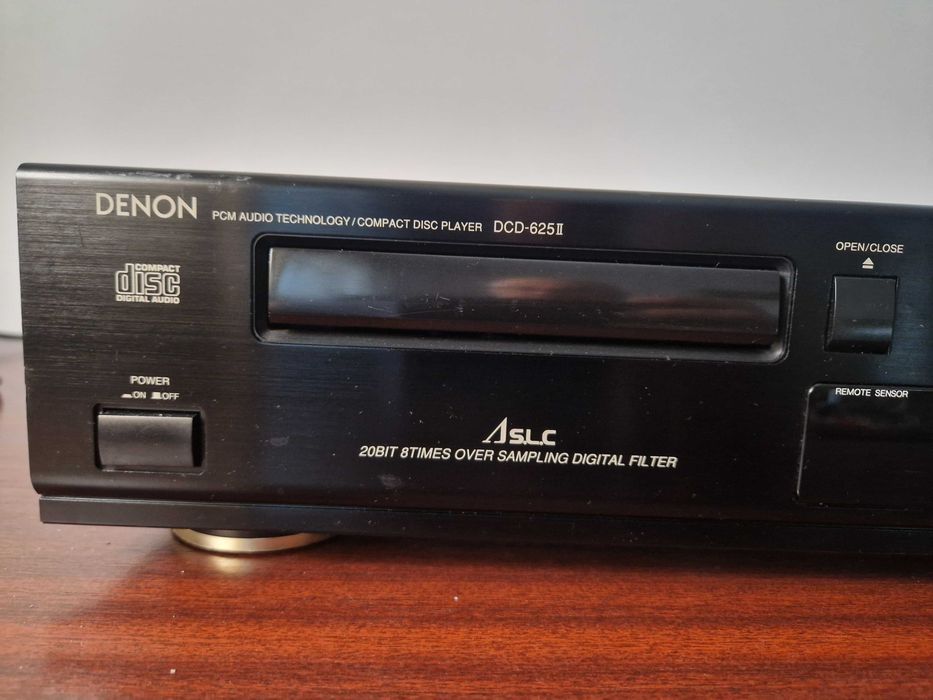 DENON PCM AUDIO TECHNOLOGY/COMPACT DISC PLAYER DCD-625II
OPEN/CLOSE
COMPACT
disc
DIGITAL AUDIO
POWER
ON OFF
REMOTE SENSOR
ΛS.L.C
20BIT 8TIMES OVER SAMPLING DIGITAL FILTER